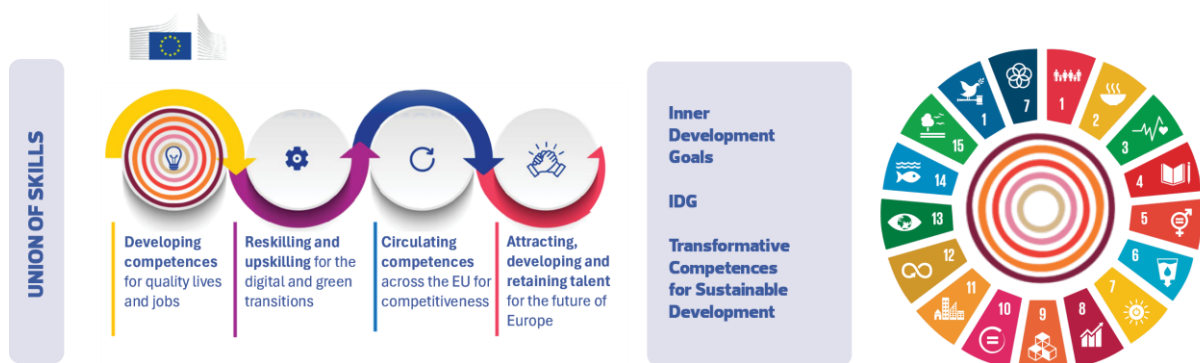 UNION OF SKILLS
Developing
competences
for quality lives
and jobs
Reskilling and
upskilling for the
digital and green
transitions
Circulating
competences
across the EU for
competitiveness
Attracting,
developing and
retaining talent
for the future of
Europe
Inner
Development
Goals
IDG
Transformative
Competences
for Sustainable
Development
1
2
3
4
5
6
7
8
9
10
11
12
13
14
15
1
7